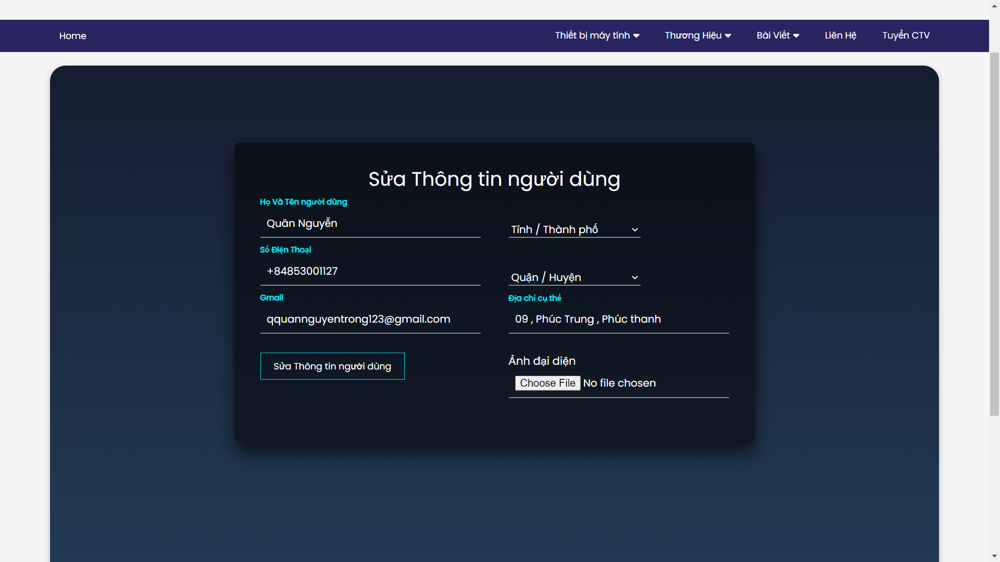 Home
Thiết bị máy tính
Thương Hiệu
Bài Viết
Liên Hệ
Tuyển CTV
Sửa Thông tin người dùng
Họ Và Tên người dùng
Quân Nguyễn
Tỉnh / Thành phố
Số Điện Thoại
+84853001127
Quận / Huyện
Gmail
qquannguyentrong123@gmail.com
Địa chỉ cụ thể
09 , Phúc Trung , Phúc thanh
Sửa Thông tin người dùng
Ảnh đại diện
Choose File No file chosen